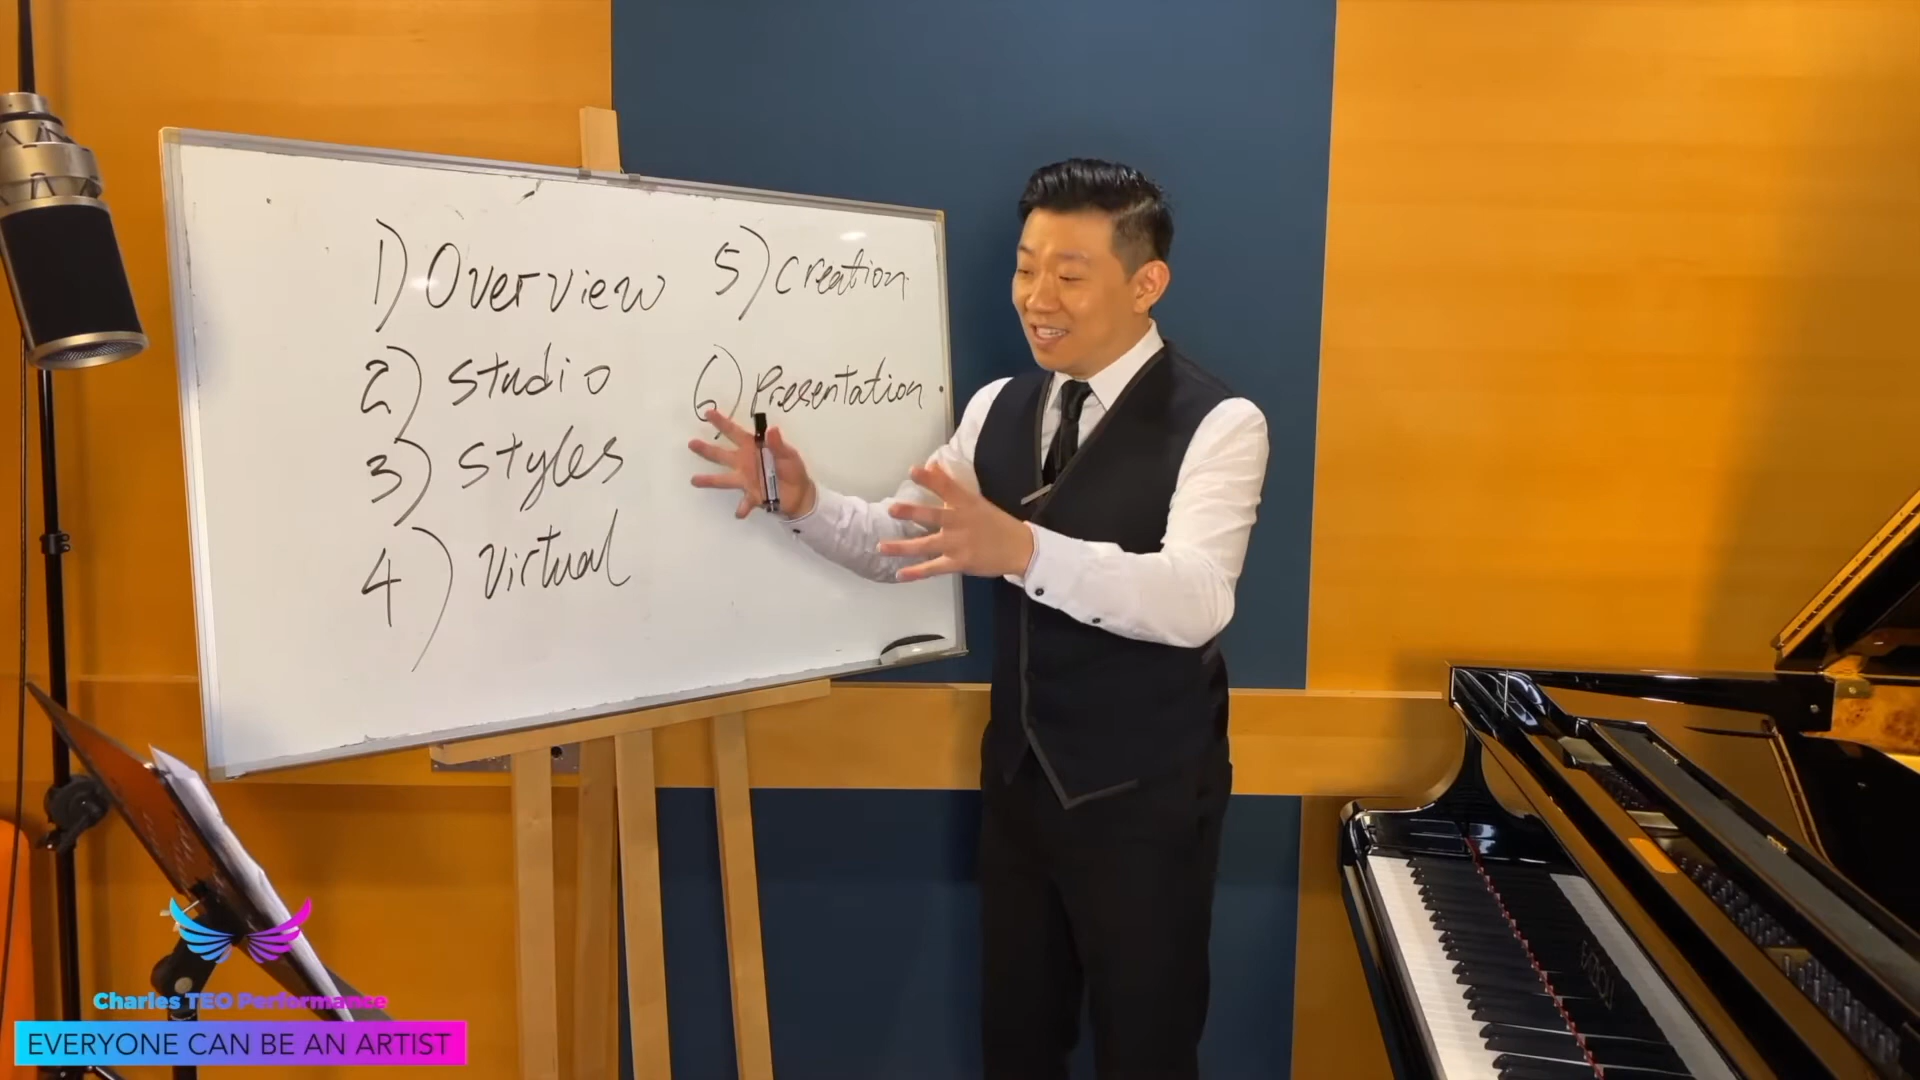 1) Overview
2) Studio
3) Styles
4) Virtual
5) Creation
6) Presentation
Charles TEO Performance
EVERYONE CAN BE AN ARTIST